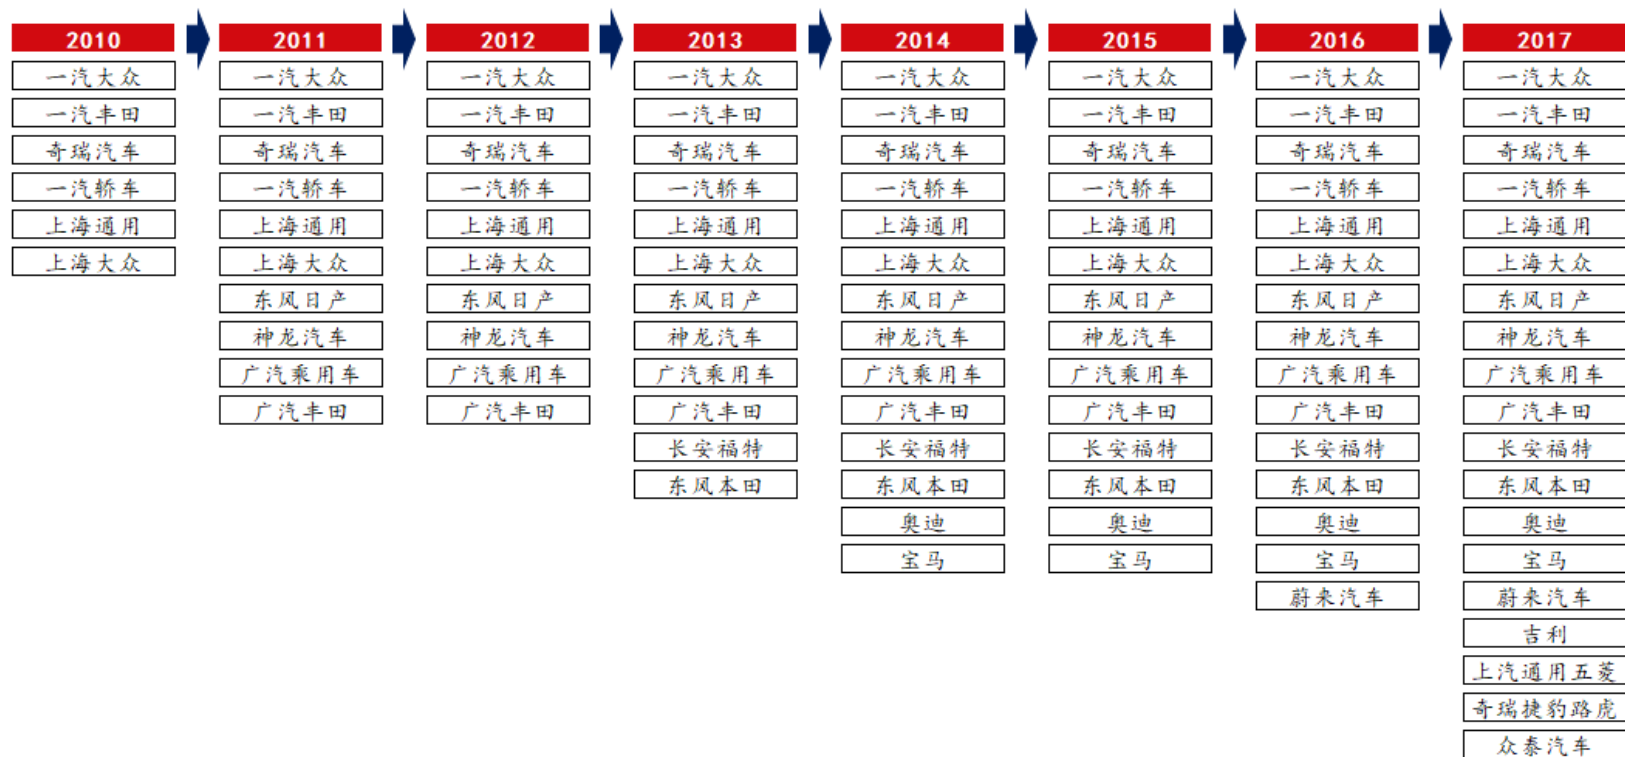 2010 2011 2012 2013 2014 2015 2016 2017
一汽大众 一汽大众 一汽大众 一汽大众 一汽大众 一汽大众 一汽大众 一汽大众
一汽丰田 一汽丰田 一汽丰田 一汽丰田 一汽丰田 一汽丰田 一汽丰田 一汽丰田
奇瑞汽车 奇瑞汽车 奇瑞汽车 奇瑞汽车 奇瑞汽车 奇瑞汽车 奇瑞汽车 奇瑞汽车
一汽轿车 一汽轿车 一汽轿车 一汽轿车 一汽轿车 一汽轿车 一汽轿车 一汽轿车
上海通用 上海通用 上海通用 上海通用 上海通用 上海通用 上海通用 上海通用
上海大众 上海大众 上海大众 上海大众 上海大众 上海大众 上海大众 上海大众
东风日产 东风日产 东风日产 东风日产 东风日产 东风日产 东风日产
神龙汽车 神龙汽车 神龙汽车 神龙汽车 神龙汽车 神龙汽车 神龙汽车
广汽乘用车 广汽乘用车 广汽乘用车 广汽乘用车 广汽乘用车 广汽乘用车 广汽乘用车
广汽丰田 广汽丰田 广汽丰田 广汽丰田 广汽丰田 广汽丰田 广汽丰田
长安福特 长安福特 长安福特 长安福特 长安福特
东风本田 东风本田 东风本田 东风本田 东风本田
奥迪 奥迪 奥迪 奥迪
宝马 宝马 宝马 宝马
蔚来汽车 蔚来汽车
吉利
上汽通用五菱
奇瑞捷豹路虎
众泰汽车